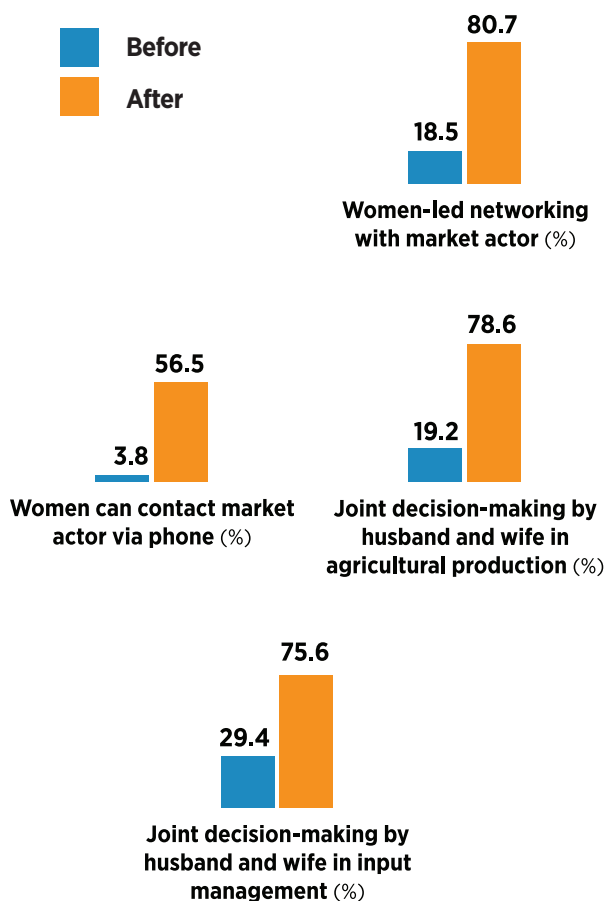 Before
After
80.7
18.5
Women-led networking
with market actor (%)
56.5
3.8
Women can contact market
actor via phone (%)
78.6
19.2
Joint decision-making by
husband and wife in
agricultural production (%)
75.6
29.4
Joint decision-making by
husband and wife in input
management (%)